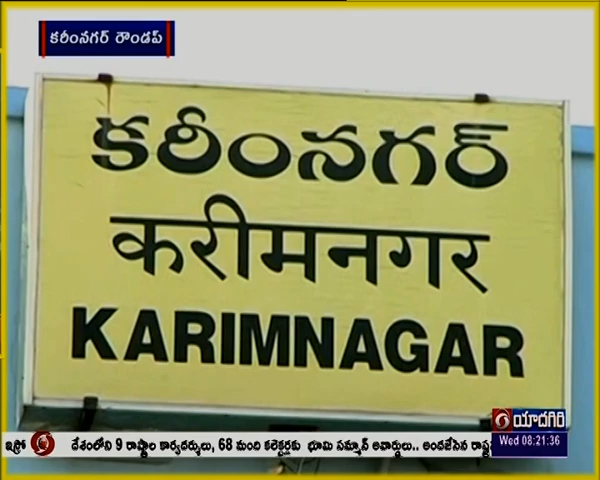 కరీంనగర్ రౌండప్
కరీంనగర్
करीमनगर
KARIMNAGAR
యాదగిరి
ఇస్రో దేశంలోని 9 రాష్ట్రాల కార్యదర్శులు, 68 మంది కలెక్టర్లకు భూమి సమ్మాన్ అవార్డులు.. అందజేసిన
Wed 08:21:36